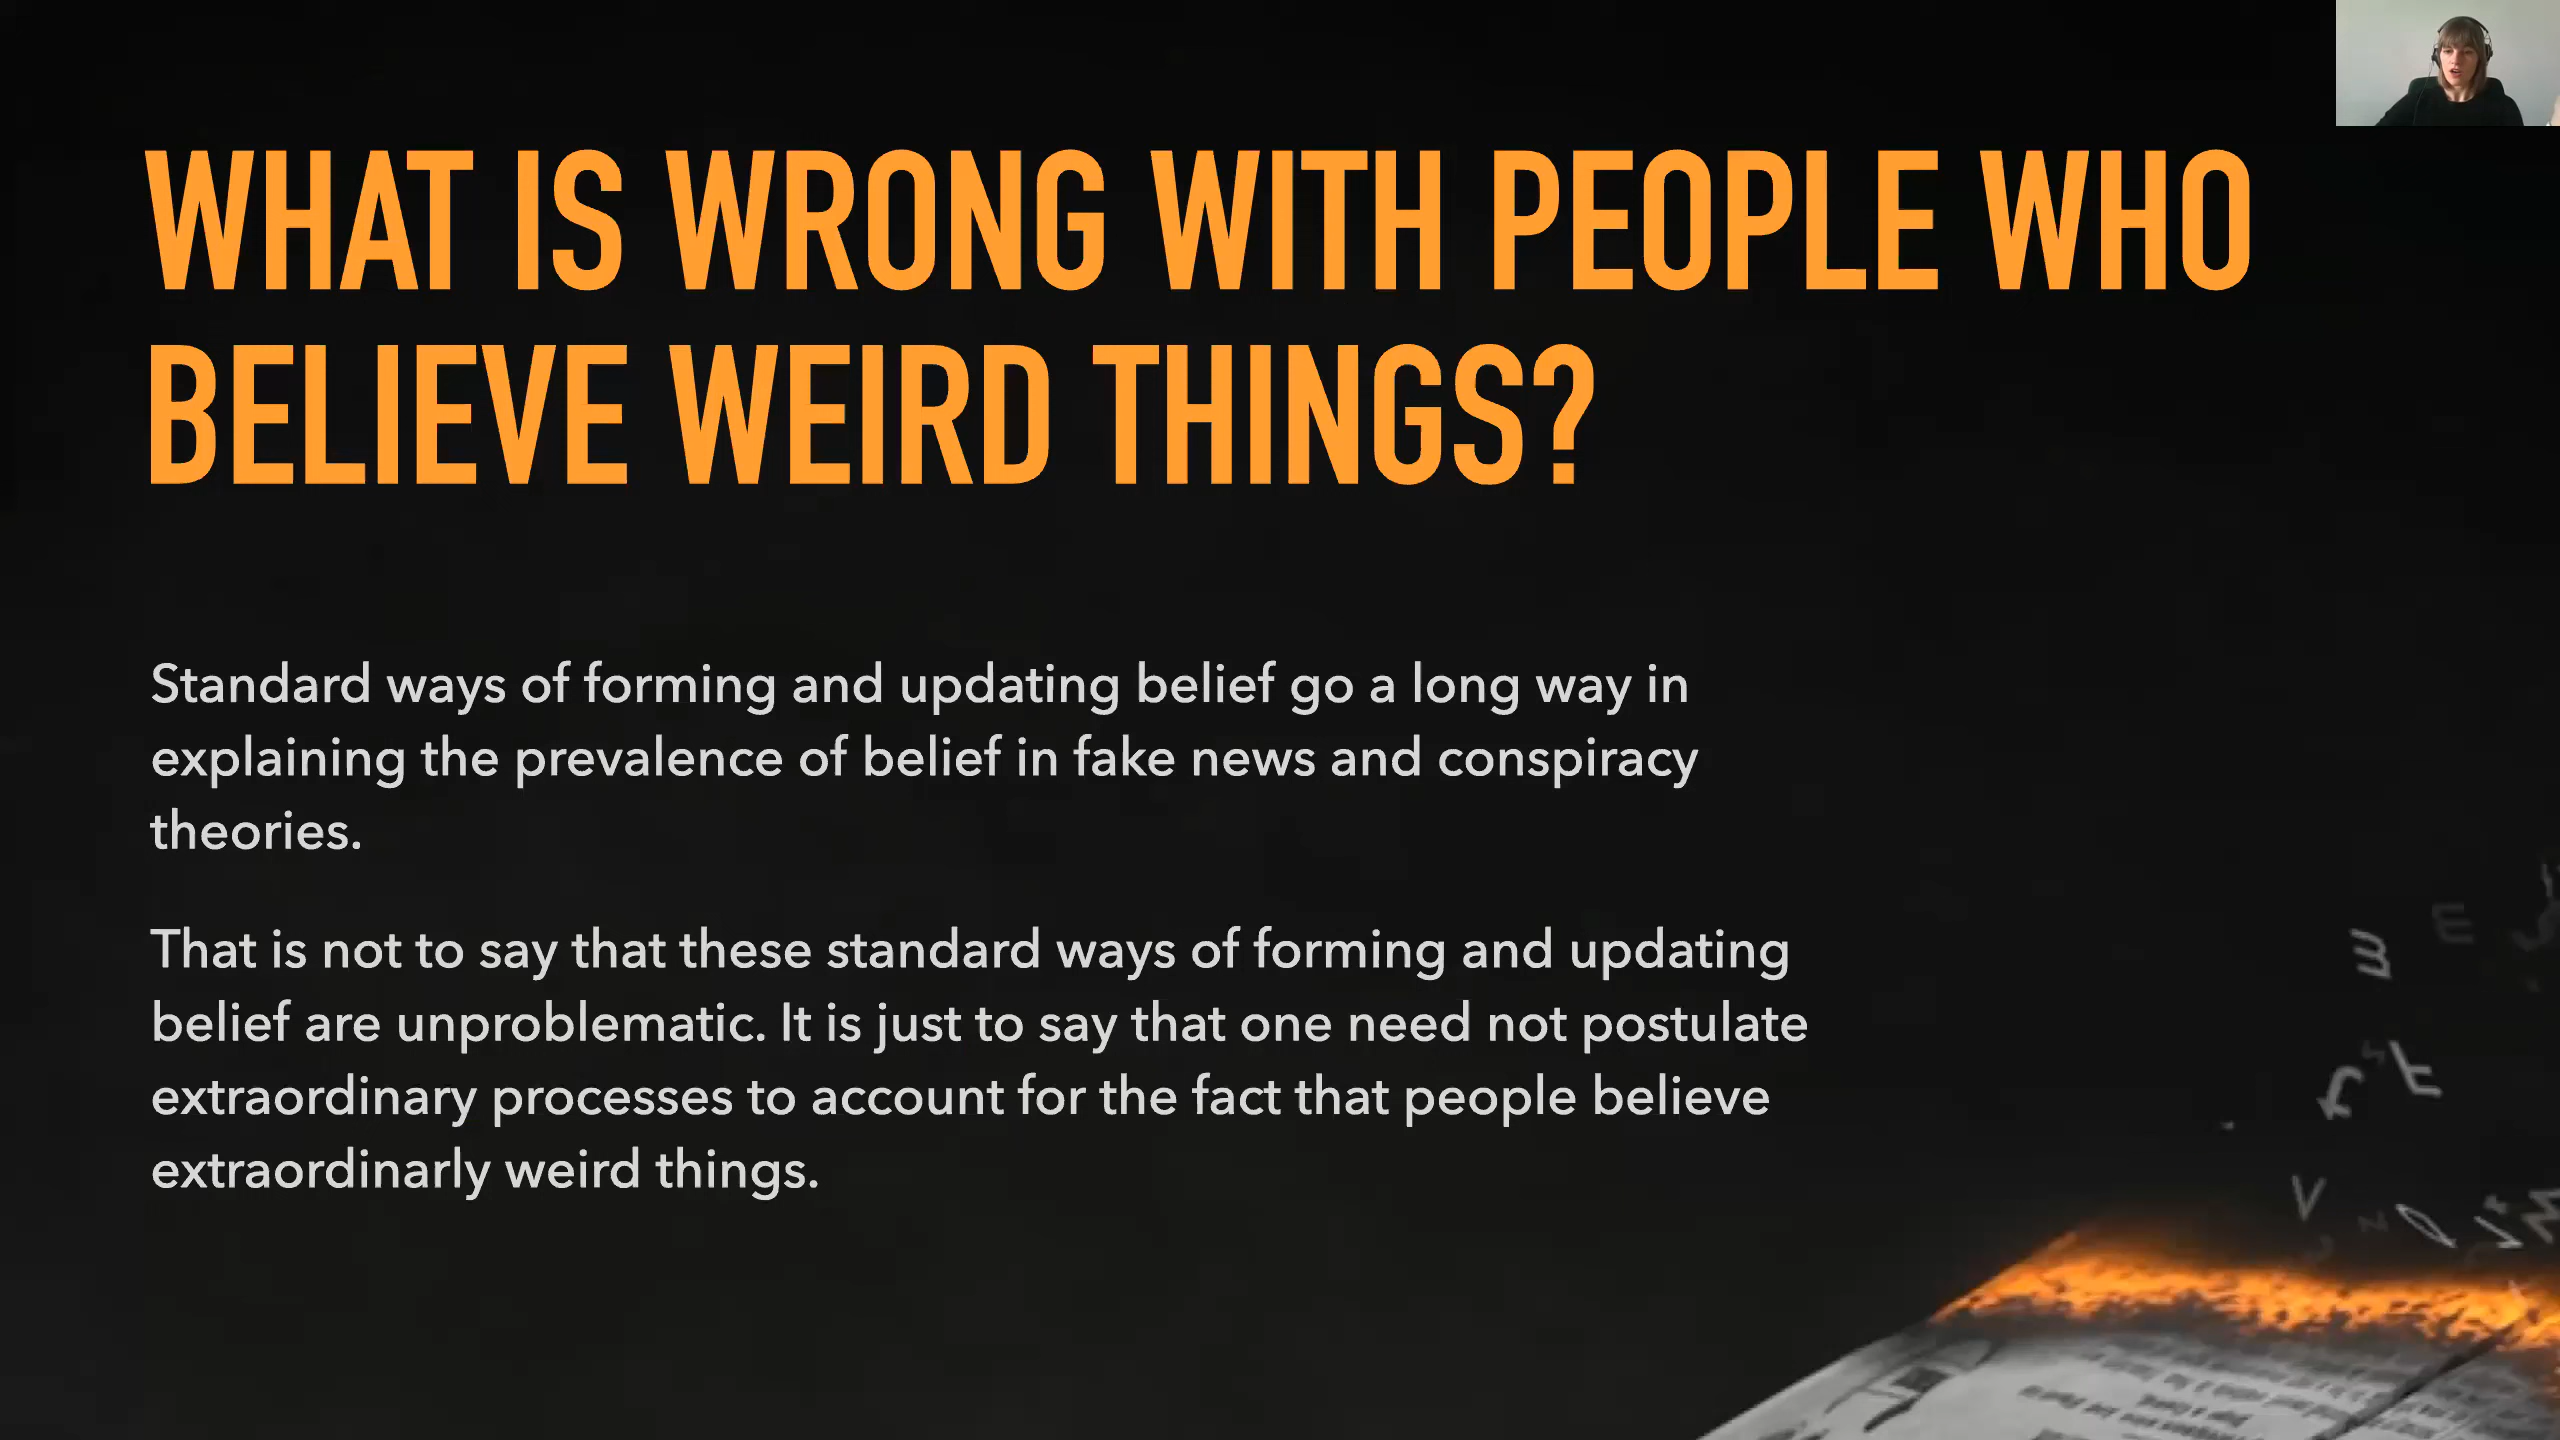 WHAT IS WRONG WITH PEOPLE WHO
BELIEVE WEIRD THINGS?
Standard ways of forming and updating belief go a long way in
explaining the prevalence of belief in fake news and conspiracy
theories.
That is not to say that these standard ways of forming and updating
belief are unproblematic. It is just to say that one need not postulate
extraordinary processes to account for the fact that people believe
extraordinarly weird things.